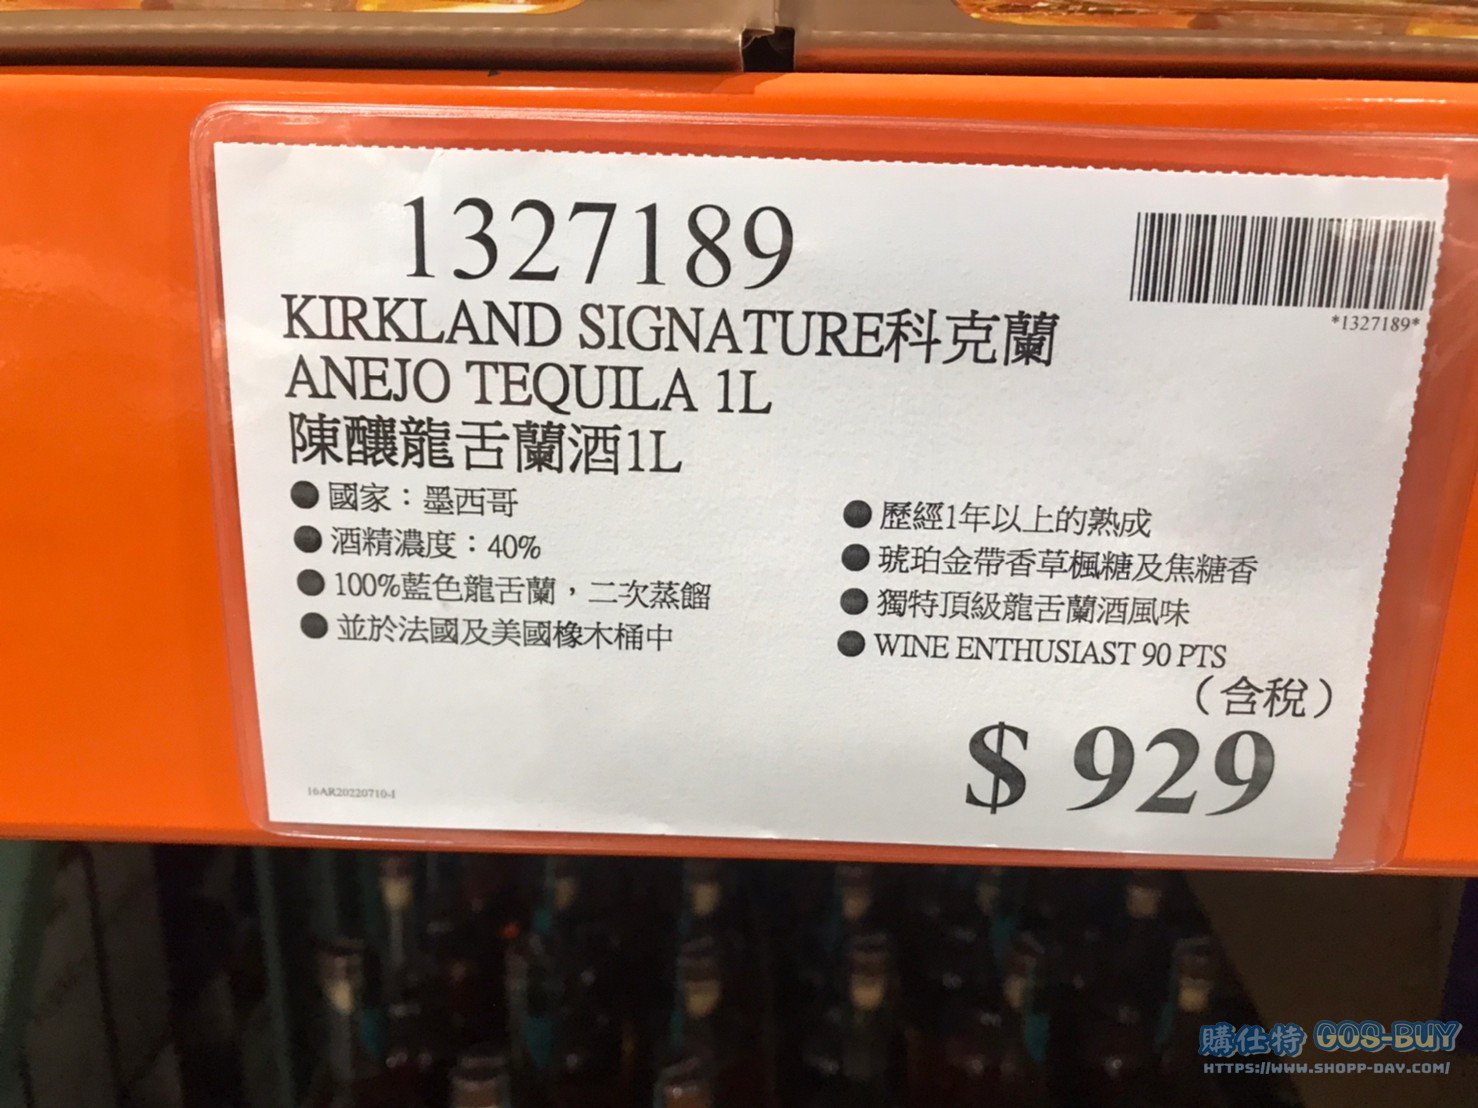 1327189
*1327189*
KIRKLAND SIGNATURE科克蘭
ANEJO TEQUILA 1L
陳釀龍舌蘭酒1L
●國家：墨西哥
●酒精濃度：40%
●100%藍色龍舌蘭，二次蒸餾
●並於法國及美國橡木桶中
●歷經1年以上的熟成
●琥珀金帶香草楓糖及焦糖香
●獨特頂級龍舌蘭酒風味
●WINE ENTHUSIAST 90 PTS
（含稅）
$ 929
16AR20220710-1
購仕特 GOS-BUY
HTTPS://WWW.SHOPP-DAY.COM/